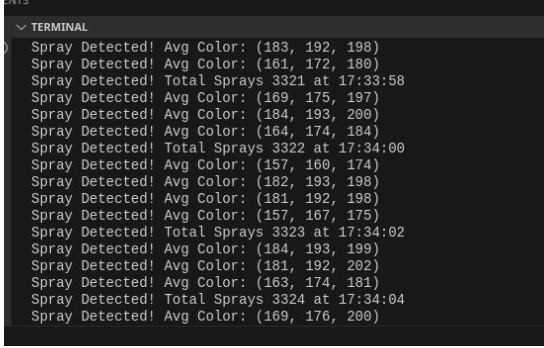 TERMINAL
Spray Detected! Avg Color: (183, 192, 198)
Spray Detected! Avg Color: (161, 172, 180)
Spray Detected! Total Sprays 3321 at 17:33:58
Spray Detected! Avg Color: (169, 175, 197)
Spray Detected! Avg Color: (184, 193, 200)
Spray Detected! Avg Color: (164, 174, 184)
Spray Detected! Total Sprays 3322 at 17:34:00
Spray Detected! Avg Color: (157, 160, 174)
Spray Detected! Avg Color: (182, 193, 198)
Spray Detected! Avg Color: (181, 192, 198)
Spray Detected! Avg Color: (157, 167, 175)
Spray Detected! Total Sprays 3323 at 17:34:02
Spray Detected! Avg Color: (184, 193, 199)
Spray Detected! Avg Color: (181, 192, 202)
Spray Detected! Avg Color: (163, 174, 181)
Spray Detected! Total Sprays 3324 at 17:34:04
Spray Detected! Avg Color: (169, 176, 200)